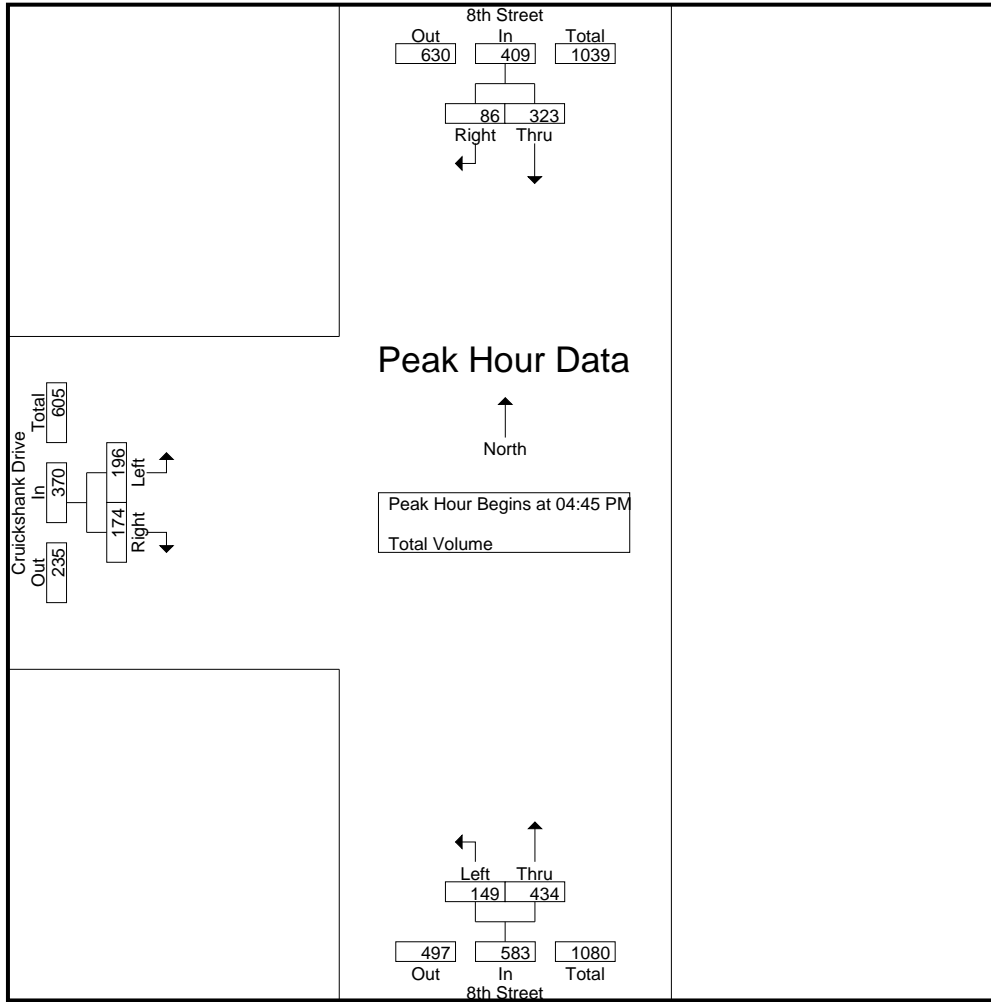 8th Street
Out In Total
630 409 1039
86 323
Right Thru
Peak Hour Data
North
Peak Hour Begins at 04:45 PM
Total Volume
Cruickshank Drive
Out In Total
235 370 605
174 196
Right Left
Left Thru
149 434
497 583 1080
Out In Total
8th Street